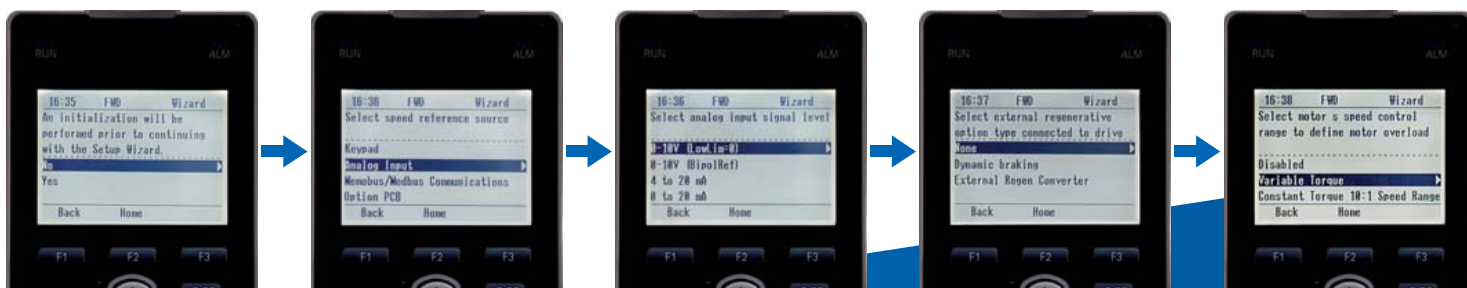 RUN ALM
16:35 FWD Wizard
An initialization will be
performed prior to continuing
with the Setup Wizard.
No
Yes
Back Home
F1 F2 F3
RUN ALM
16:36 FWD Wizard
Select speed reference source
Keypad
Analog Input
Memobus/Modbus Communications
Option PCB
Back Home
F1 F2 F3
RUN ALM
16:36 FWD Wizard
Select analog input signal level
0-10V (LowLim=0)
0-10V (BipolRef)
4 to 20 mA
0 to 20 mA
Back Home
F1 F2 F3
RUN ALM
16:37 FWD Wizard
Select external regenerative
option type connected to drive
None
Dynamic braking
External Regen Converter
Back Home
F1 F2 F3
RUN ALM
16:38 FWD Wizard
Select motor s speed control
range to define motor overload
Disabled
Variable Torque
Constant Torque 10:1 Speed Range
Back Home
F1 F2 F3